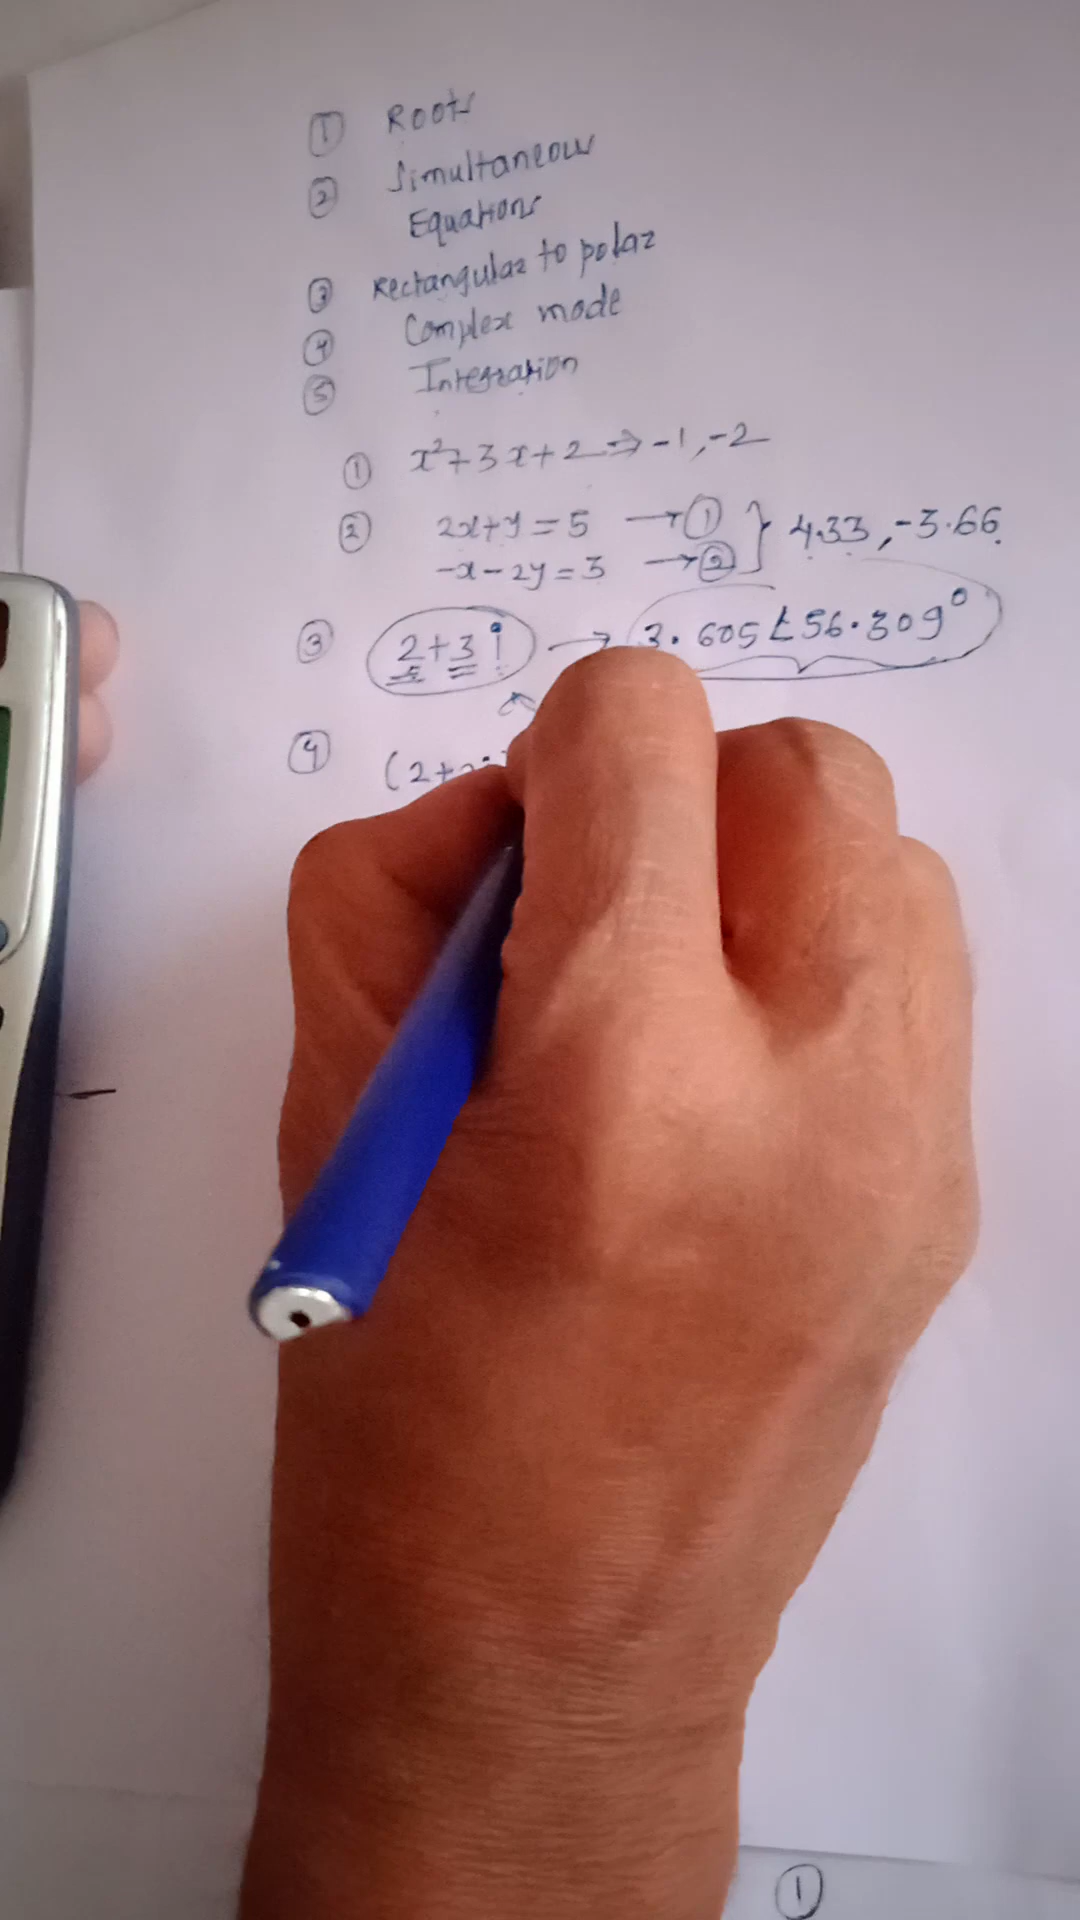 ① Roots
② Simultaneous
Equations
③ Rectangular to polar
④ Complex mode
⑤ Integration
① x²+3x+2 ⇒ -1,-2
② 2x+y=5 → ① } 4.33,-3.66
-x-2y=3 → ②
③ 2+3i → 3.605∠56.309°
④ (2+
①